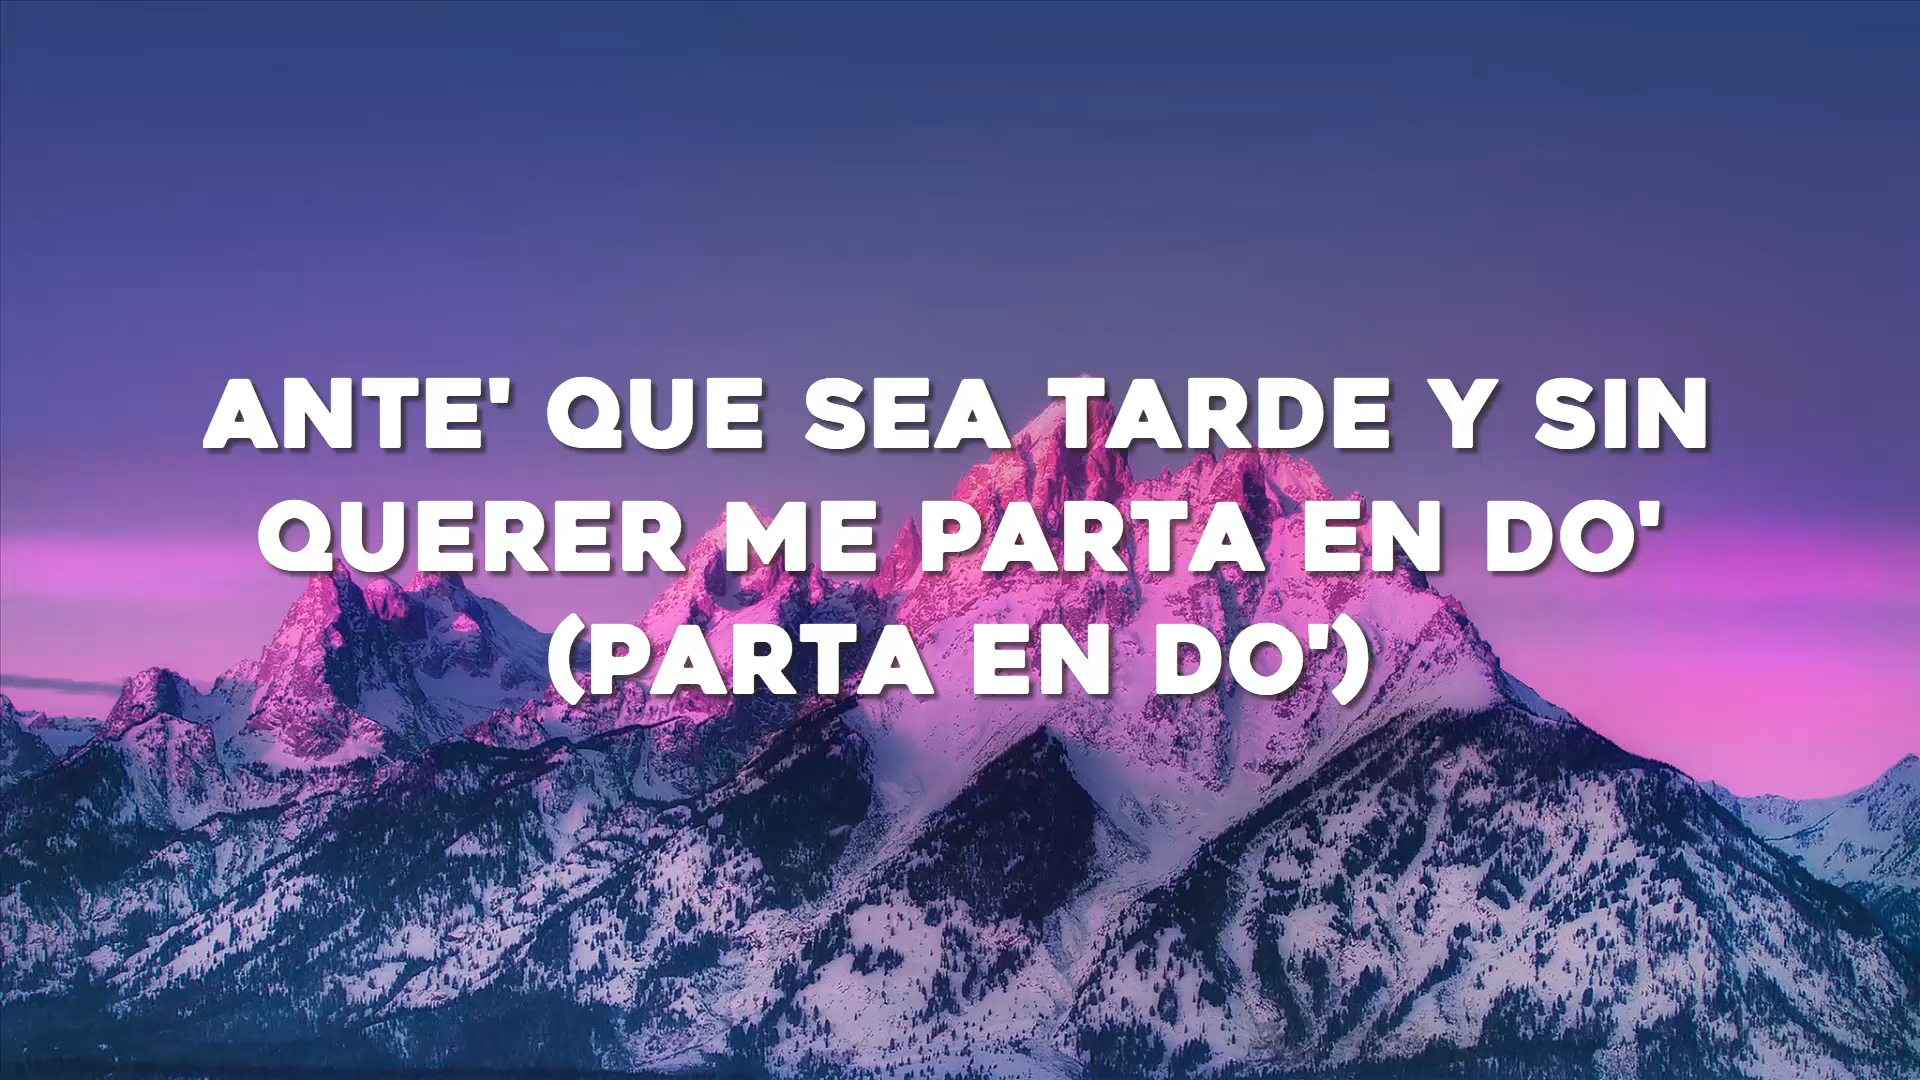 ANTE' QUE SEA TARDE Y SIN
QUERER ME PARTA EN DO'
(PARTA EN DO')